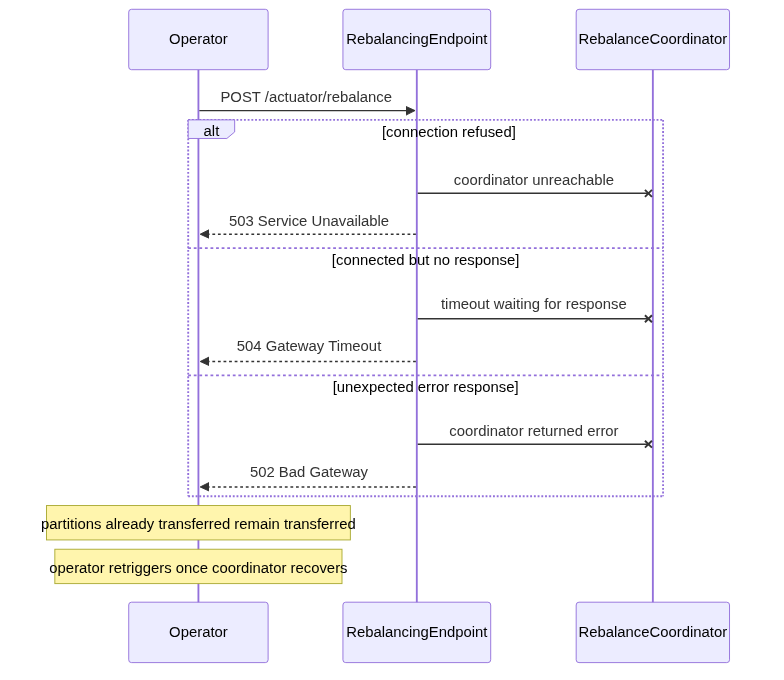 Operator
RebalancingEndpoint
RebalanceCoordinator
POST /actuator/rebalance
alt
[connection refused]
coordinator unreachable
503 Service Unavailable
[connected but no response]
timeout waiting for response
504 Gateway Timeout
[unexpected error response]
coordinator returned error
502 Bad Gateway
partitions already transferred remain transferred
operator retriggers once coordinator recovers
Operator
RebalancingEndpoint
RebalanceCoordinator